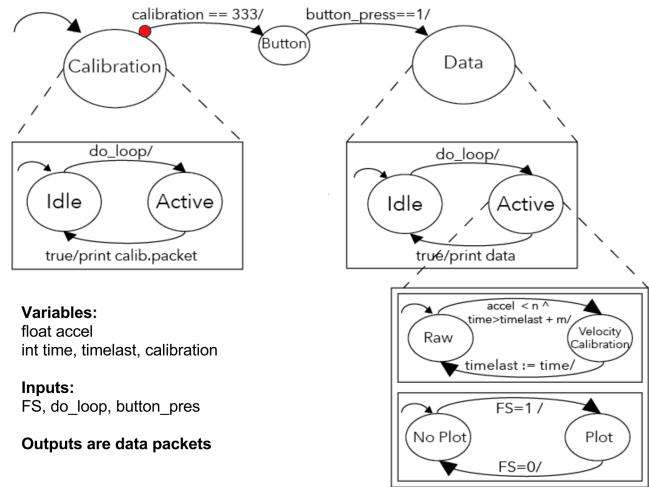 calibration == 333/
button_press==1/
Calibration
Button
Data
do_loop/
Idle
Active
true/print calib.packet
do_loop/
Idle
Active
true/print data
Variables:
float accel
int time, timelast, calibration
Inputs:
FS, do_loop, button_pres
Outputs are data packets
accel < n ^
time>timelast + m/
Raw
Velocity
Calibration
timelast := time/
FS=1 /
No Plot
Plot
FS=0/